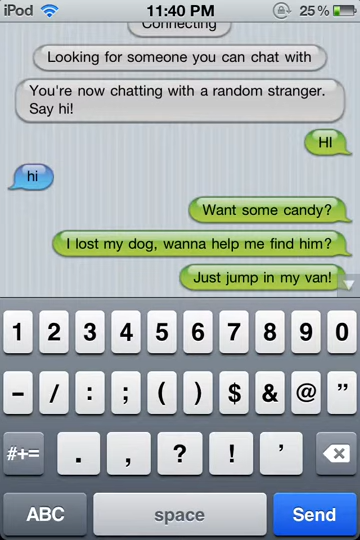 iPod 11:40 PM 25%
Connecting
Looking for someone you can chat with
You're now chatting with a random stranger.
Say hi!
HI
hi
Want some candy?
I lost my dog, wanna help me find him?
Just jump in my van!
1 2 3 4 5 6 7 8 9 0
- / : ; ( ) $ & @ ”
#+= . , ? ! ’
ABC space Send